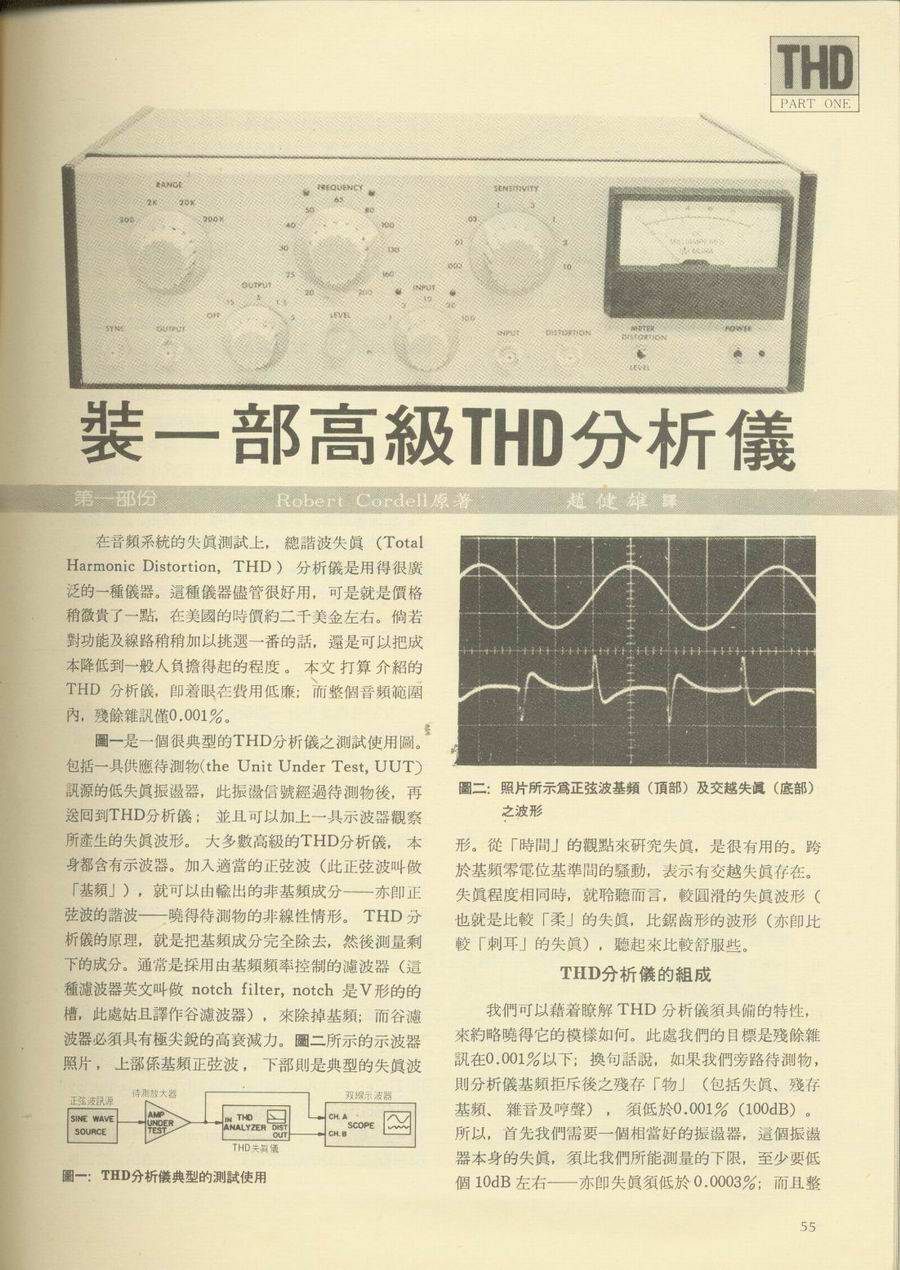 THD
PART ONE
RANGE
2K 20K
200 200K
FREQUENCY
65
50 80
40 100
30 130
25 160
20 200
SENSITIVITY
1 3
.03 1
.01 3
.003 10
OUTPUT
.5
.15 1.5
OFF 5
LEVEL
INPUT
10
3 30
1 100
SYNC
OUTPUT
INPUT
DISTORTION
METER
DISTORTION
LEVEL
POWER
DC
MILLIAMPERES
裝一部高級THD分析儀
第一部份 Robert Cordell原著 趙健雄 譯
在音頻系統的失眞測試上，總諧波失眞（Total
Harmonic Distortion, THD）分析儀是用得很廣
泛的一種儀器。這種儀器儘管很好用，可是就是價格
稍微貴了一點，在美國的時價約二千美金左右。倘若
對功能及線路稍稍加以挑選一番的話，還是可以把成
本降低到一般人負擔得起的程度。本文打算介紹的
THD 分析儀，卽着眼在費用低廉；而整個音頻範圍
內，殘餘雜訊僅0.001%。
圖一是一個很典型的THD分析儀之測試使用圖。
包括一具供應待測物(the Unit Under Test, UUT)
訊源的低失眞振盪器，此振盪信號經過待測物後，再
送回到THD分析儀；並且可以加上一具示波器觀察
所產生的失眞波形。大多數高級的THD分析儀，本
身都含有示波器。加入適當的正弦波（此正弦波叫做
「基頻」），就可以由輸出的非基頻成分——亦卽正
弦波的諧波——曉得待測物的非線性情形。THD分
析儀的原理，就是把基頻成分完全除去，然後測量剩
下的成分。通常是採用由基頻頻率控制的濾波器（這
種濾波器英文叫做 notch filter, notch 是V形的的
槽，此處姑且譯作谷濾波器），來除掉基頻；而谷濾
波器必須具有極尖銳的高衰減力。圖二所示的示波器
照片，上部係基頻正弦波，下部則是典型的失眞波
正弦波訊源
SINE WAVE
SOURCE
待測放大器
AMP
UNDER
TEST
IN THD
ANALYZER DIST
OUT
THD失眞儀
双線示波器
CH. A
SCOPE
CH. B
圖一：THD分析儀典型的測試使用
圖二：照片所示爲正弦波基頻（頂部）及交越失眞（底部）
之波形
形。從「時間」的觀點來研究失眞，是很有用的。跨
於基頻零電位基準間的騷動，表示有交越失眞存在。
失眞程度相同時，就聆聽而言，較圓滑的失眞波形（
也就是比較「柔」的失眞，比鋸齒形的波形（亦卽比
較「刺耳」的失眞），聽起來比較舒服些。
THD分析儀的組成
我們可以藉着瞭解 THD 分析儀須具備的特性，
來約略曉得它的模樣如何。此處我們的目標是殘餘雜
訊在0.001%以下；換句話說，如果我們旁路待測物，
則分析儀基頻拒斥後之殘存「物」（包括失眞、殘存
基頻、雜音及哼聲），須低於0.001%（100dB）。
所以，首先我們需要一個相當好的振盪器，這個振盪
器本身的失眞，須比我們所能測量的下限，至少要低
個 10dB 左右——亦卽失眞須低於 0.0003%；而且整
55